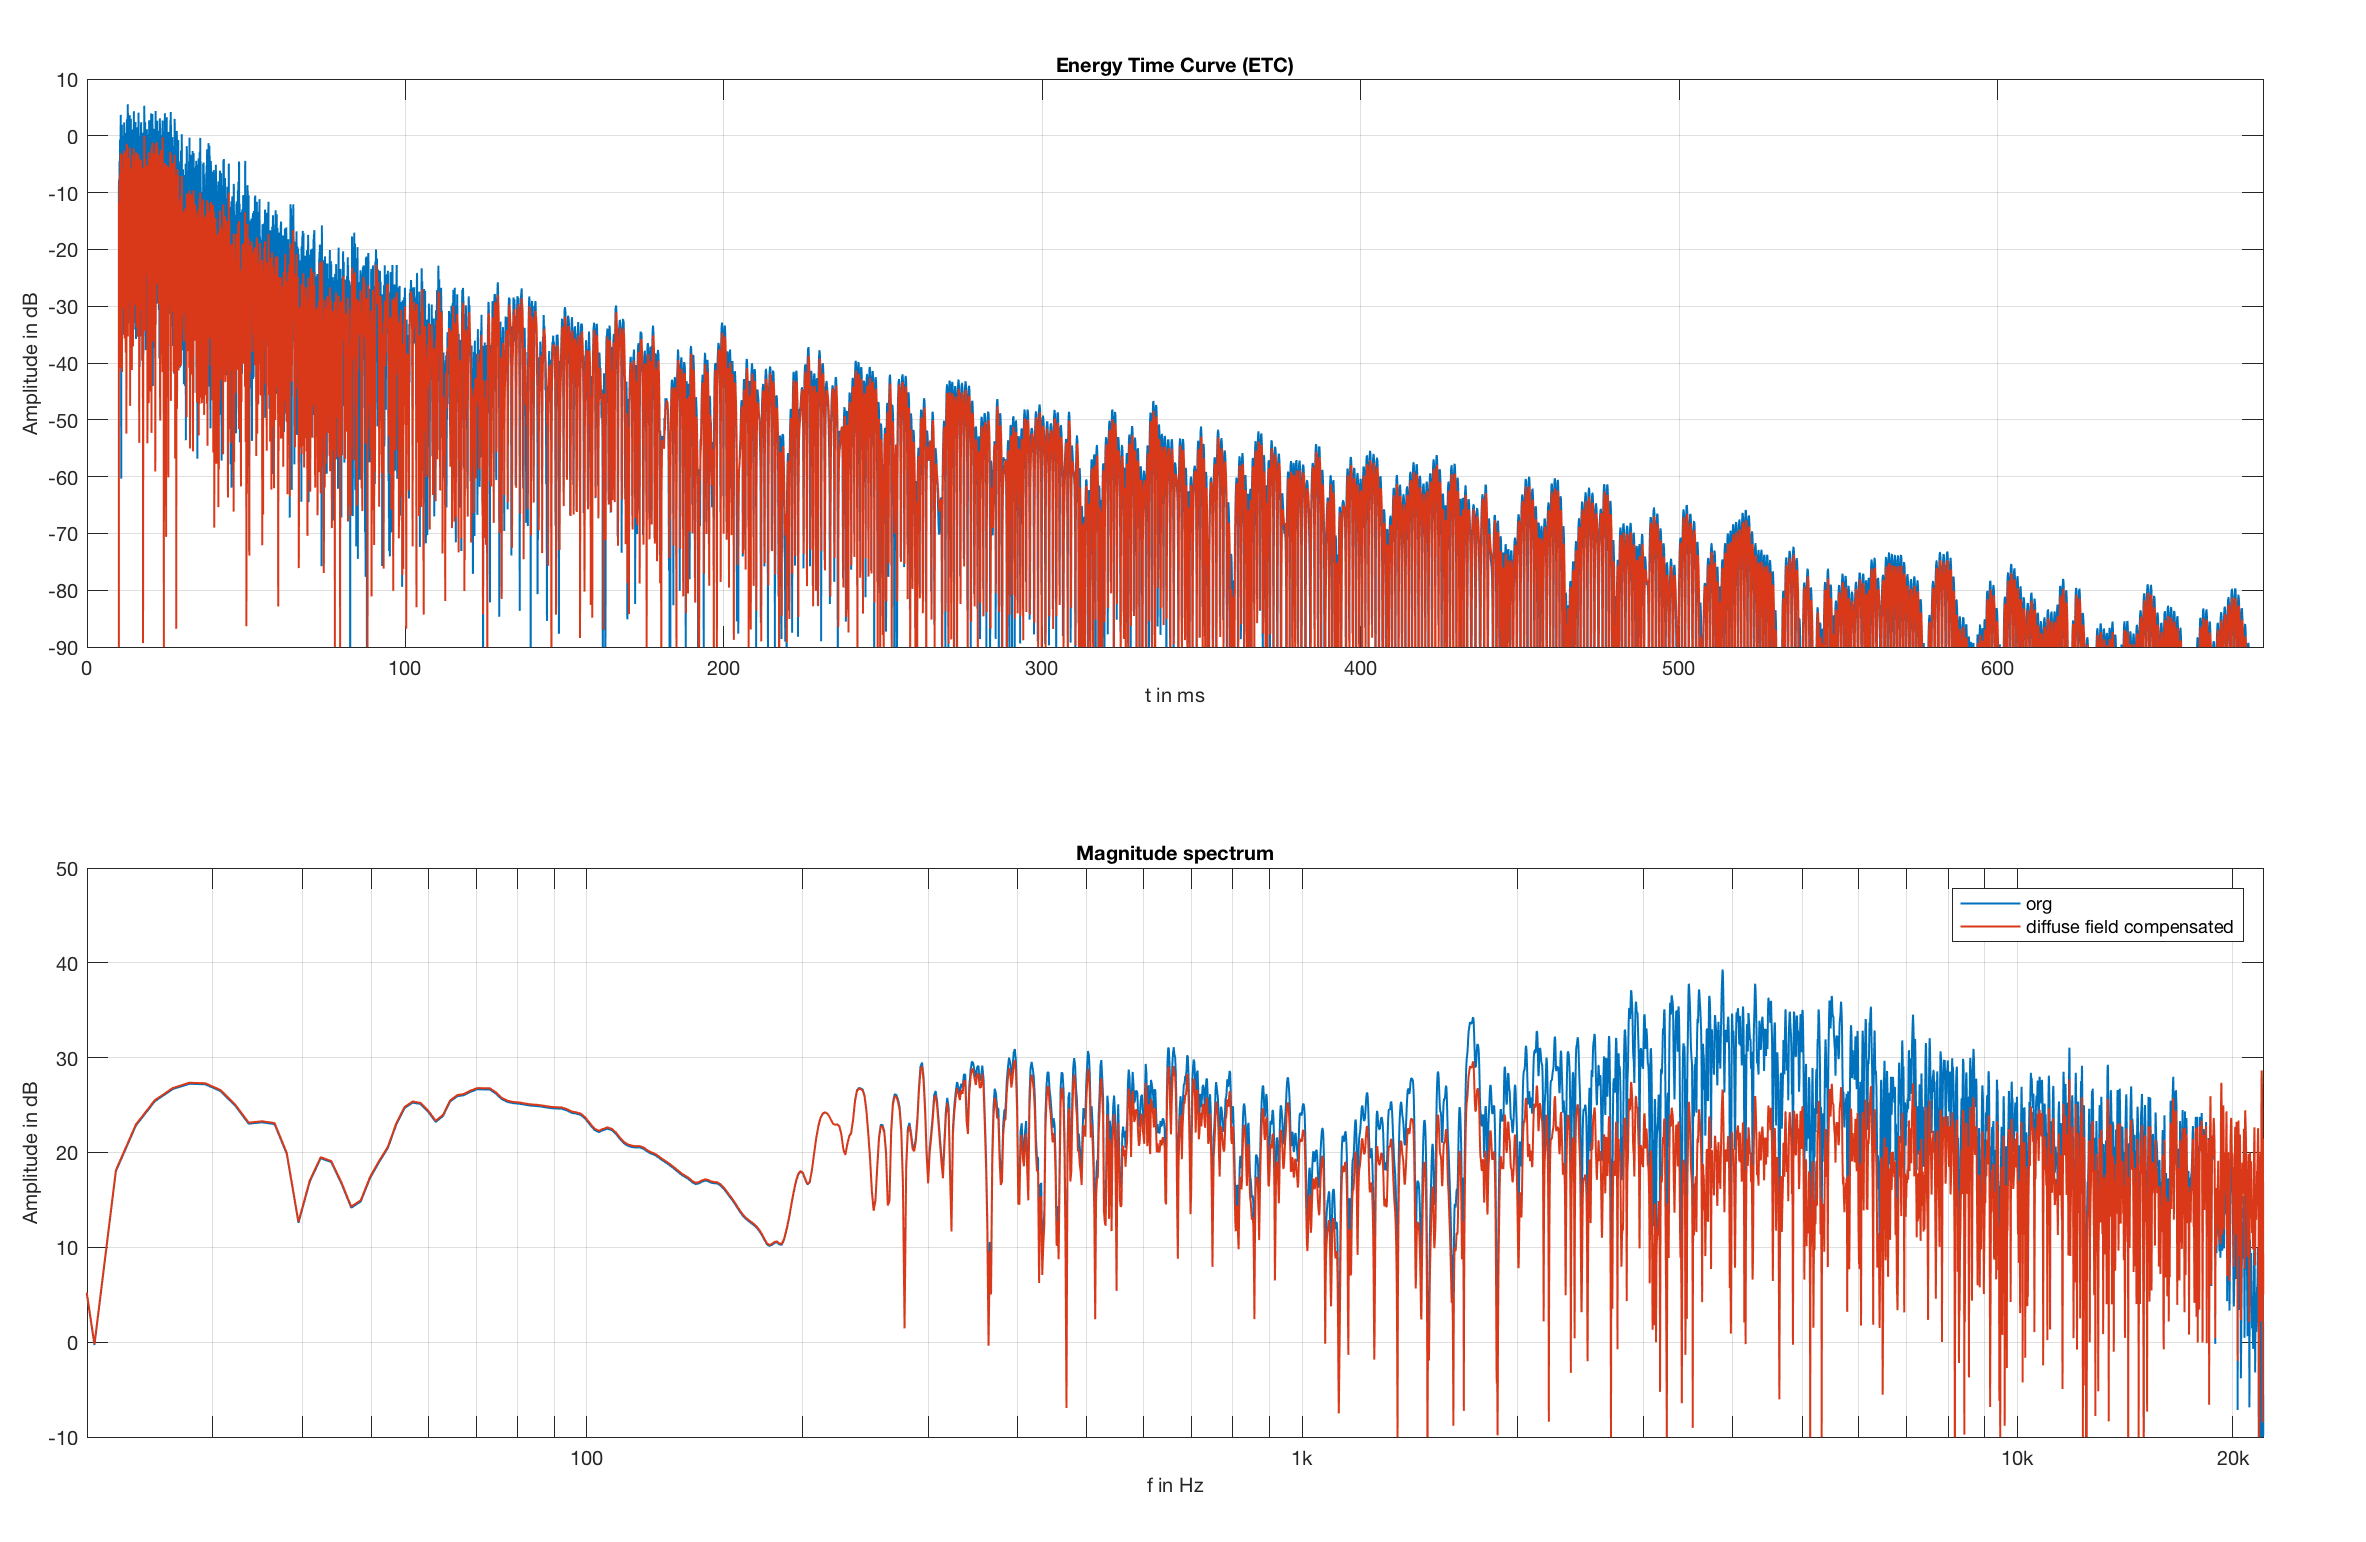 Energy Time Curve (ETC)
10
0
-10
-20
-30
-40
-50
-60
-70
-80
-90
Amplitude in dB
0 100 200 300 400 500 600
t in ms
Magnitude spectrum
50
40
30
20
10
0
-10
Amplitude in dB
org
diffuse field compensated
100 1k 10k 20k
f in Hz